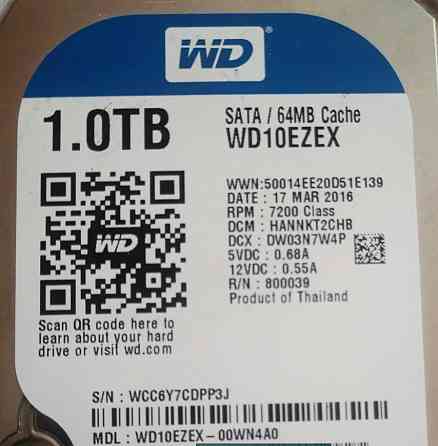 WD
1.0TB
SATA / 64MB Cache
WD10EZEX
WWN:50014EE20D51E139
DATE : 17 MAR 2016
RPM : 7200 Class
DCM : HANNKT2CHB
DCX : DW03N7W4P
5VDC : 0.68A
12VDC : 0.55A
R/N : 800039
Product of Thailand
WD
Scan QR code here to
learn about your hard
drive or visit wd.com
S/N : WCC6Y7CDPP3J
MDL : WD10EZEX-00WN4A0